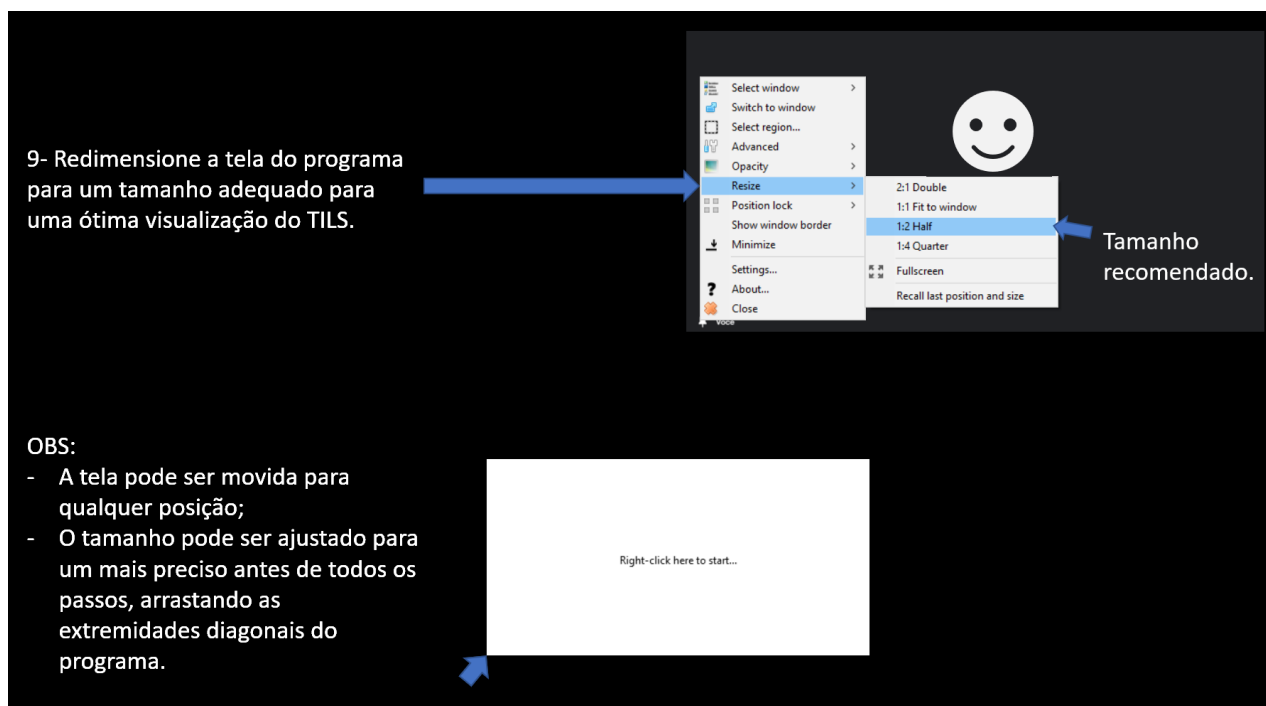 9- Redimensione a tela do programa
para um tamanho adequado para
uma ótima visualização do TILS.
Select window
Switch to window
Select region...
Advanced
Opacity
Resize
Position lock
Show window border
Minimize
Settings...
About...
Close
Você
2:1 Double
1:1 Fit to window
1:2 Half
1:4 Quarter
Fullscreen
Recall last position and size
Tamanho
recomendado.
OBS:
- A tela pode ser movida para
qualquer posição;
- O tamanho pode ser ajustado para
um mais preciso antes de todos os
passos, arrastando as
extremidades diagonais do
programa.
Right-click here to start...